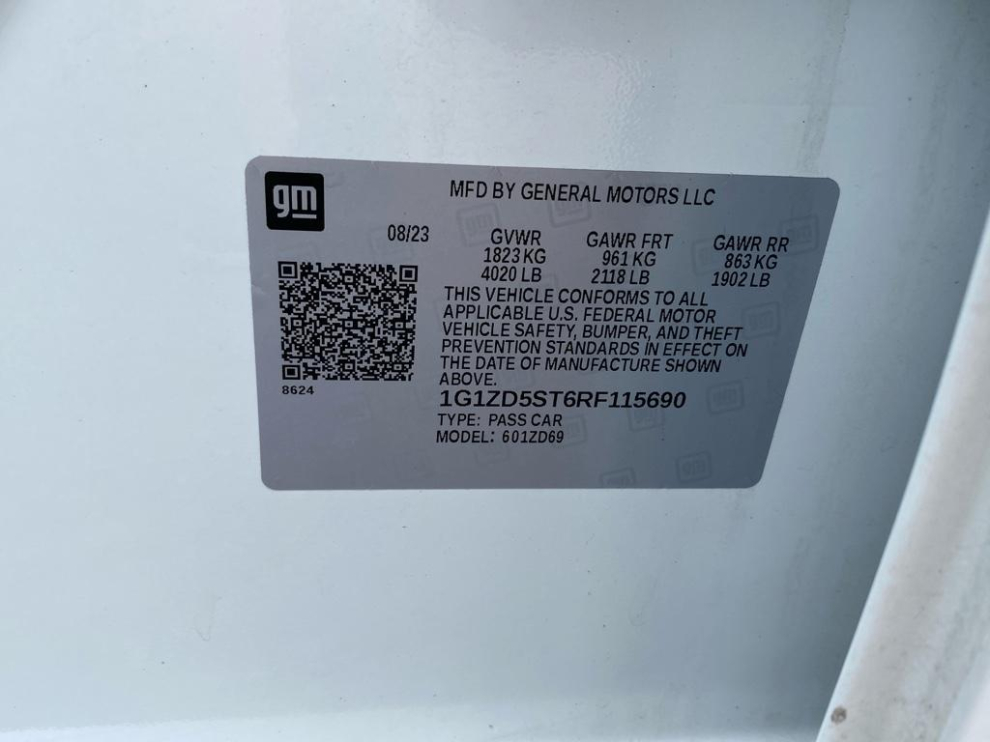 gm
MFD BY GENERAL MOTORS LLC
08/23
GVWR GAWR FRT GAWR RR
1823 KG 961 KG 863 KG
4020 LB 2118 LB 1902 LB
THIS VEHICLE CONFORMS TO ALL
APPLICABLE U.S. FEDERAL MOTOR
VEHICLE SAFETY, BUMPER, AND THEFT
PREVENTION STANDARDS IN EFFECT ON
THE DATE OF MANUFACTURE SHOWN
ABOVE.
8624
1G1ZD5ST6RF115690
TYPE: PASS CAR
MODEL: 601ZD69
gm